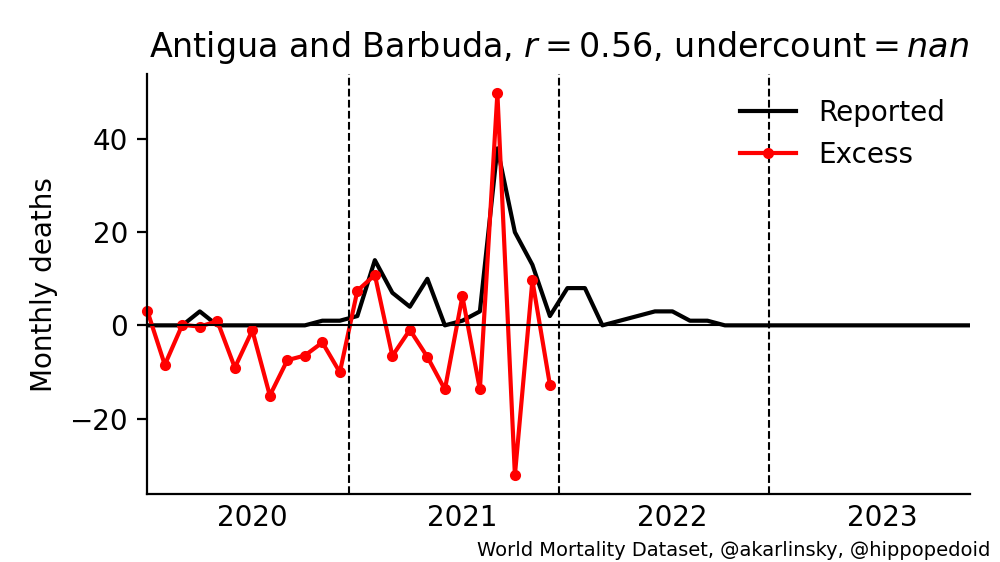 Antigua and Barbuda, r = 0.56, undercount = nan
Reported
Excess
Monthly deaths
40
20
0
−20
2020 2021 2022 2023
World Mortality Dataset, @akarlinsky, @hippopedoid